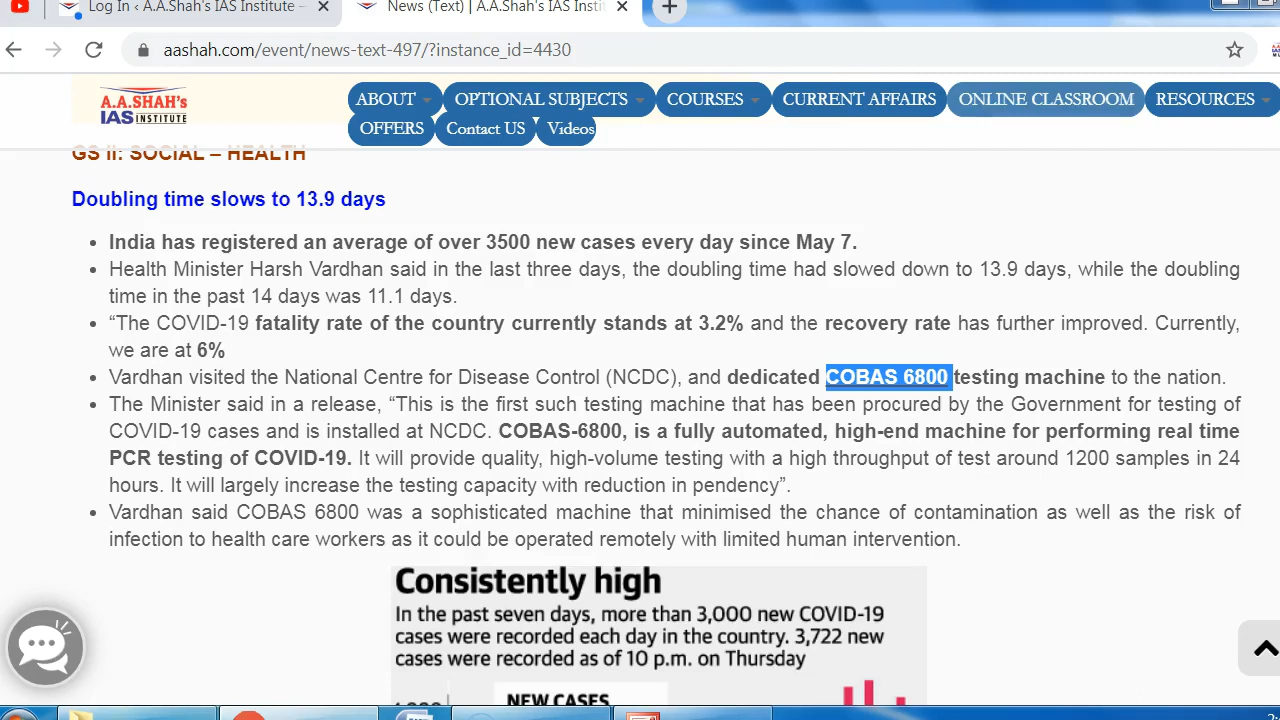 Log In ‹ A.A.Shah's IAS Institute –
News (Text) | A.A.Shah's IAS Instit
aashah.com/event/news-text-497/?instance_id=4430
A.A.SHAH's
IAS INSTITUTE
ABOUT OPTIONAL SUBJECTS COURSES CURRENT AFFAIRS ONLINE CLASSROOM RESOURCES
OFFERS Contact US Videos
GS II: SOCIAL – HEALTH
Doubling time slows to 13.9 days
• India has registered an average of over 3500 new cases every day since May 7.
• Health Minister Harsh Vardhan said in the last three days, the doubling time had slowed down to 13.9 days, while the doubling
time in the past 14 days was 11.1 days.
• “The COVID-19 fatality rate of the country currently stands at 3.2% and the recovery rate has further improved. Currently,
we are at 6%
• Vardhan visited the National Centre for Disease Control (NCDC), and dedicated COBAS 6800 testing machine to the nation.
• The Minister said in a release, “This is the first such testing machine that has been procured by the Government for testing of
COVID-19 cases and is installed at NCDC. COBAS-6800, is a fully automated, high-end machine for performing real time
PCR testing of COVID-19. It will provide quality, high-volume testing with a high throughput of test around 1200 samples in 24
hours. It will largely increase the testing capacity with reduction in pendency”.
• Vardhan said COBAS 6800 was a sophisticated machine that minimised the chance of contamination as well as the risk of
infection to health care workers as it could be operated remotely with limited human intervention.
Consistently high
In the past seven days, more than 3,000 new COVID-19
cases were recorded each day in the country. 3,722 new
cases were recorded as of 10 p.m. on Thursday
NEW CASES